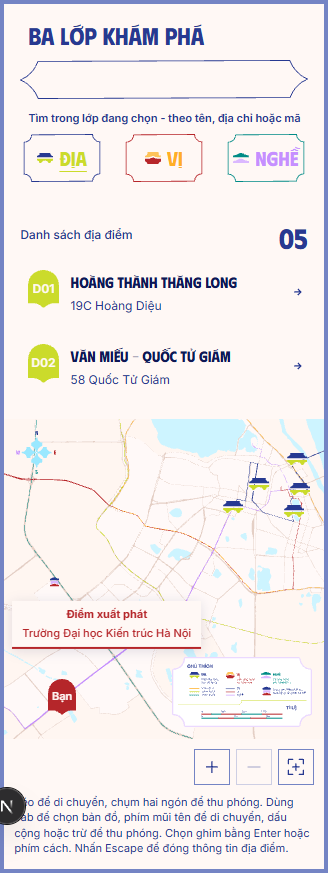 BA LỚP KHÁM PHÁ
Tìm trong lớp đang chọn - theo tên, địa chỉ hoặc mã
ĐỊA
VỊ
NGHỀ
Danh sách địa điểm
05
D01
HOÀNG THÀNH THĂNG LONG
19C Hoàng Diệu
→
D02
VĂN MIẾU - QUỐC TỬ GIÁM
58 Quốc Tử Giám
→
N
Điểm xuất phát
Trường Đại học Kiến trúc Hà Nội
Bạn
CHÚ THÍCH
+
−
N
để di chuyển, chụm hai ngón để thu phóng. Dùng
để chọn bản đồ, phím mũi tên để di chuyển, dấu
cộng hoặc trừ để thu phóng. Chọn ghim bằng Enter hoặc
phím cách. Nhấn Escape để đóng thông tin địa điểm.